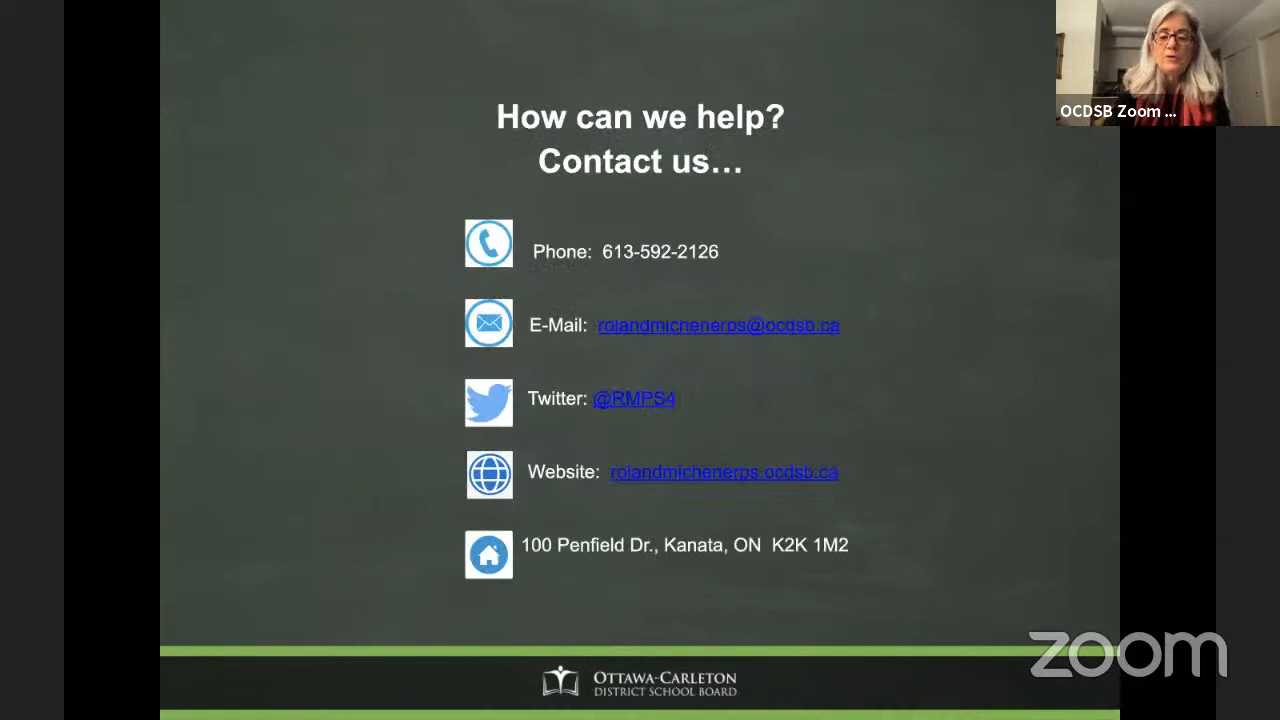 OCDSB Zoom ...
How can we help?
Contact us...
Phone: 613-592-2126
E-Mail: rolandmichenerps@ocdsb.ca
Twitter: @RMPS4
Website: rolandmichenerps.ocdsb.ca
100 Penfield Dr., Kanata, ON K2K 1M2
zoom
OTTAWA-CARLETON
DISTRICT SCHOOL BOARD